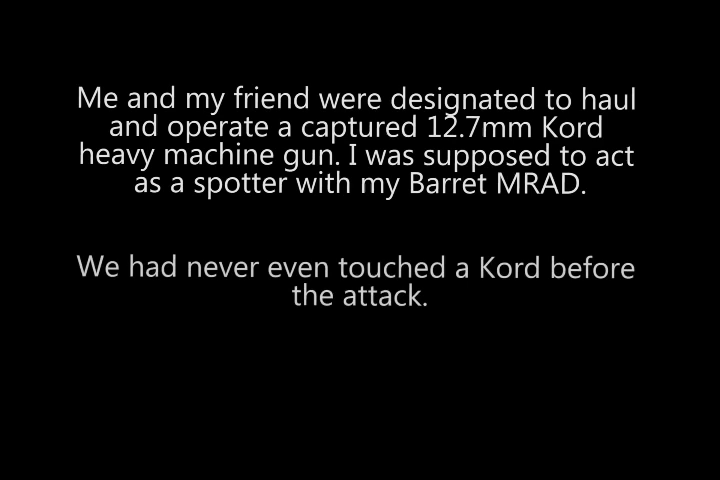 Me and my friend were designated to haul
and operate a captured 12.7mm Kord
heavy machine gun. I was supposed to act
as a spotter with my Barret MRAD.
We had never even touched a Kord before
the attack.